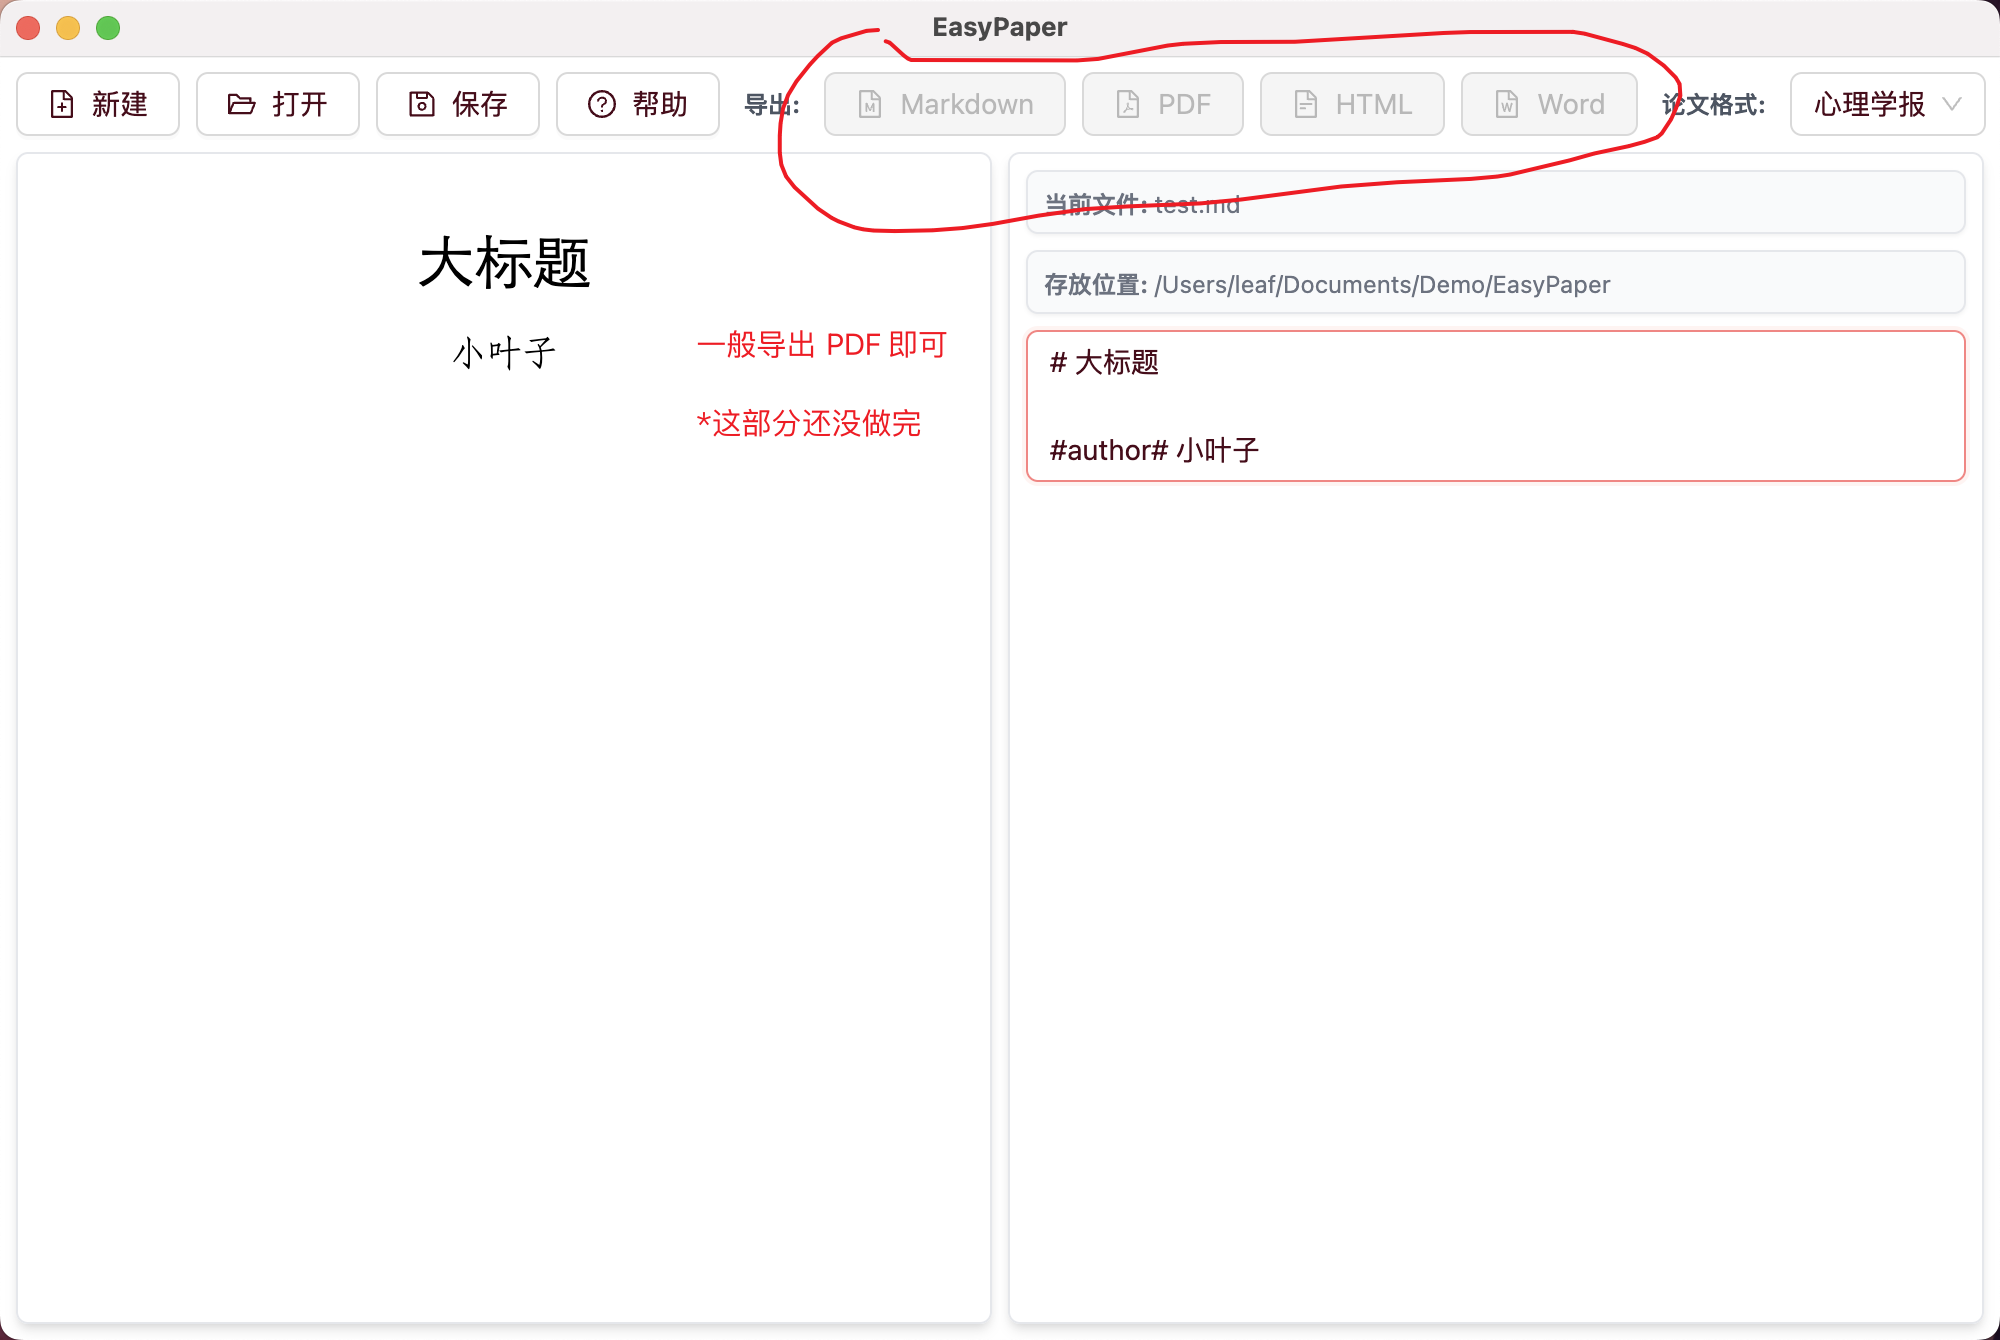 EasyPaper
新建
打开
保存
帮助
导出:
Markdown
PDF
HTML
Word
论文格式:
心理学报
大标题
小叶子
一般导出 PDF 即可
*这部分还没做完
当前文件: test.md
存放位置: /Users/leaf/Documents/Demo/EasyPaper
# 大标题
#author# 小叶子